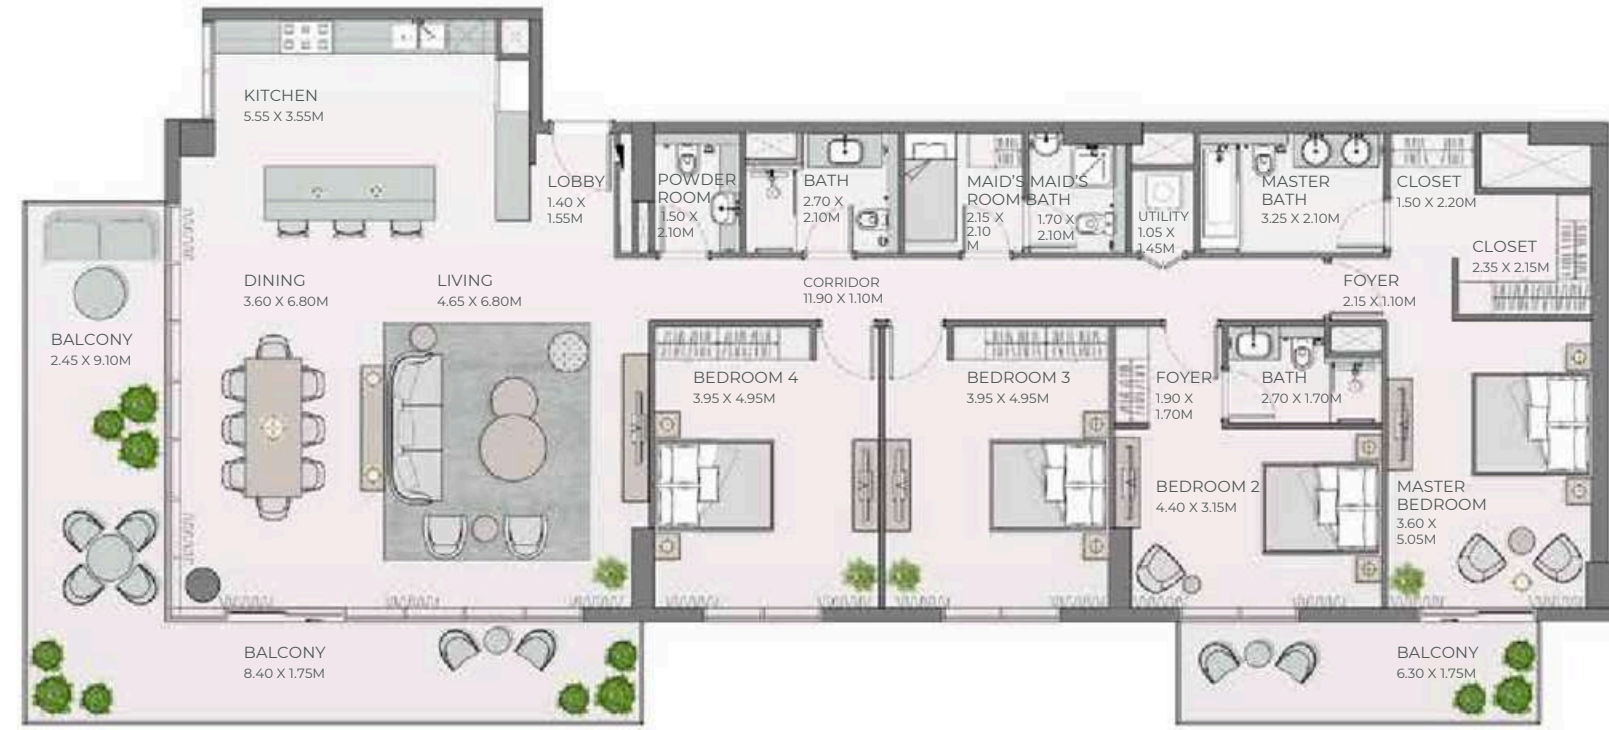 KITCHEN
5.55 X 3.55M
LOBBY
1.40 X
1.55M
POWDER
ROOM
1.50 X
2.10M
BATH
2.70 X
2.10M
MAID'S
ROOM
2.15 X
2.10
M
MAID'S
BATH
1.70 X
2.10M
UTILITY
1.05 X
1.45M
MASTER
BATH
3.25 X 2.10M
CLOSET
1.50 X 2.20M
CLOSET
2.35 X 2.15M
DINING
3.60 X 6.80M
LIVING
4.65 X 6.80M
CORRIDOR
11.90 X 1.10M
FOYER
2.15 X 1.10M
BALCONY
2.45 X 9.10M
BEDROOM 4
3.95 X 4.95M
BEDROOM 3
3.95 X 4.95M
FOYER
1.90 X
1.70M
BATH
2.70 X 1.70M
BEDROOM 2
4.40 X 3.15M
MASTER
BEDROOM
3.60 X
5.05M
BALCONY
8.40 X 1.75M
BALCONY
6.30 X 1.75M